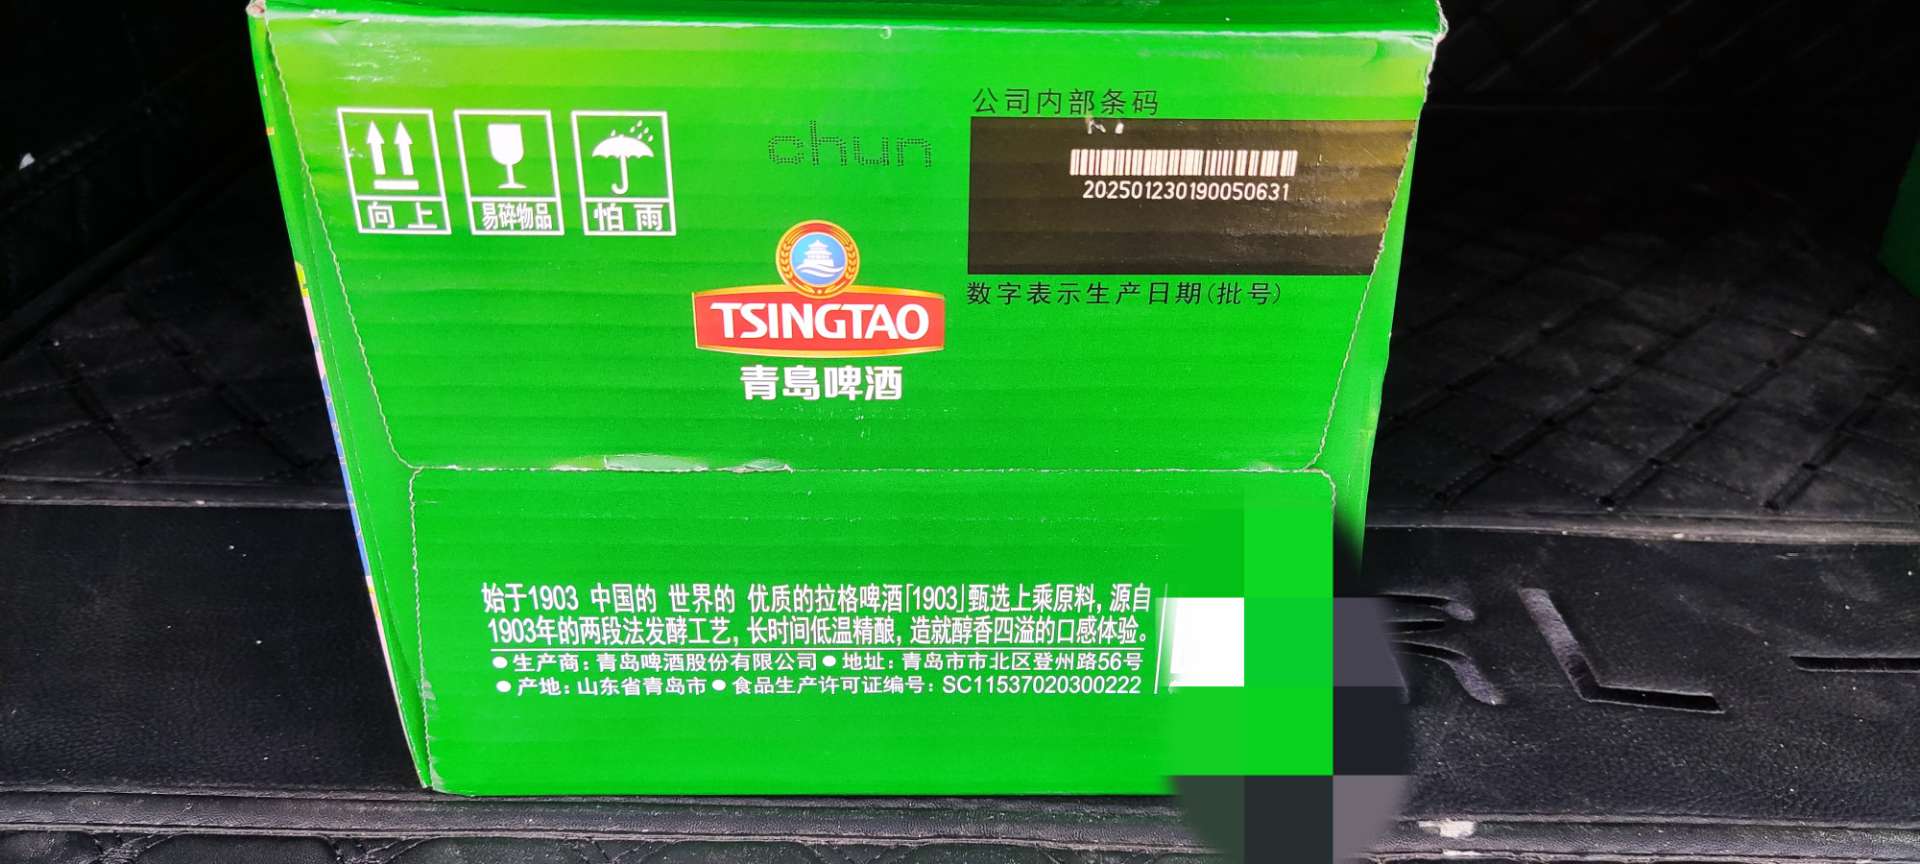 公司内部条码
chun
202501230190050631
向上
易碎物品
怕雨
数字表示生产日期(批号)
TSINGTAO
青島啤酒
始于1903 中国的 世界的 优质的拉格啤酒「1903」甄选上乘原料，源自
1903年的两段法发酵工艺，长时间低温精酿，造就醇香四溢的口感体验。
●生产商：青岛啤酒股份有限公司●地址：青岛市市北区登州路56号
●产地：山东省青岛市●食品生产许可证编号：SC11537020300222
RL